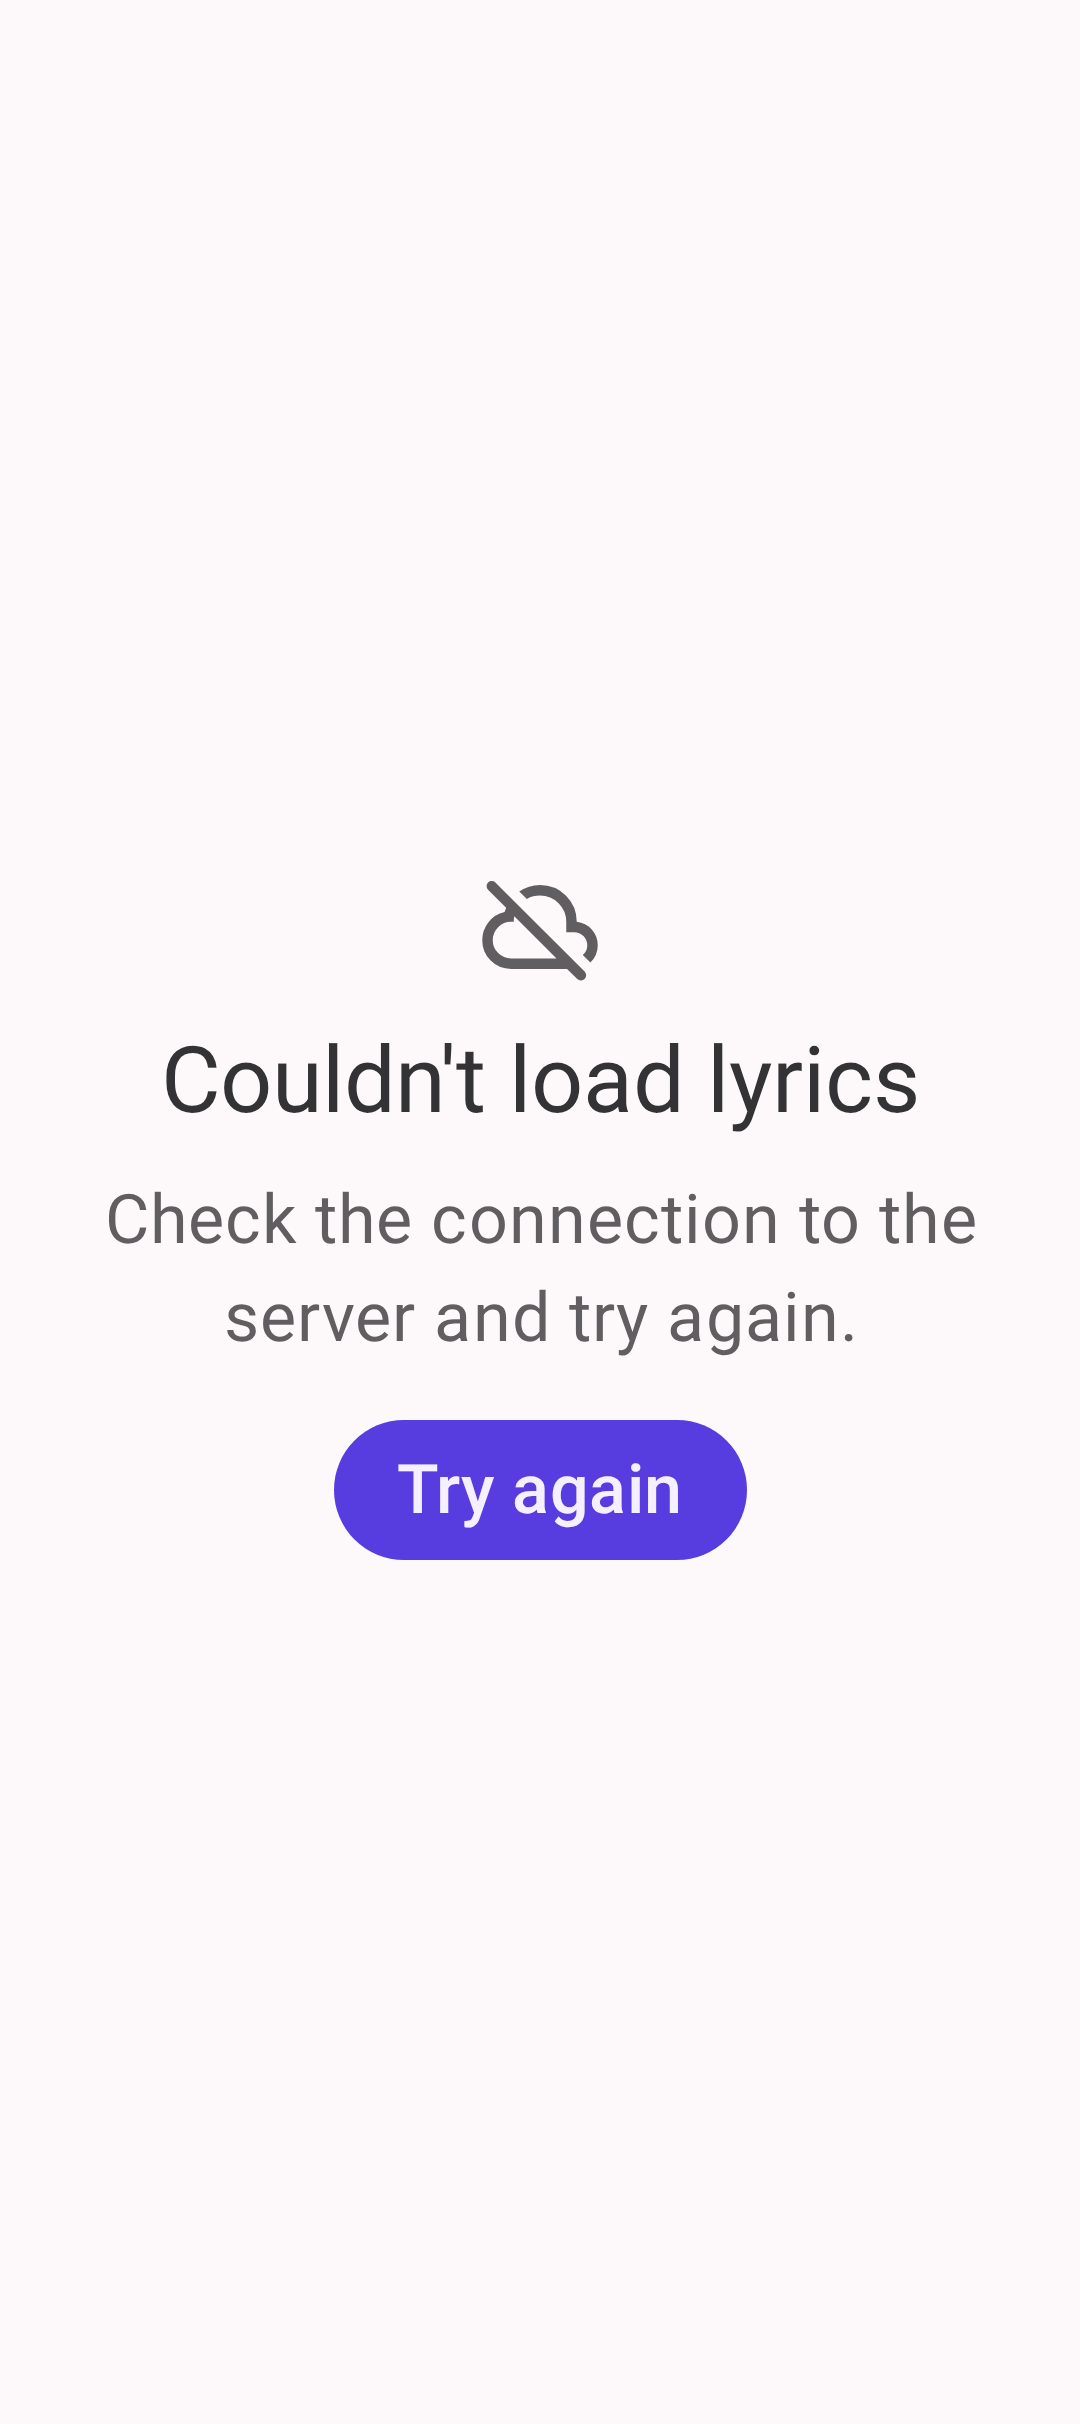 Couldn't load lyrics
Check the connection to the
server and try again.
Try again